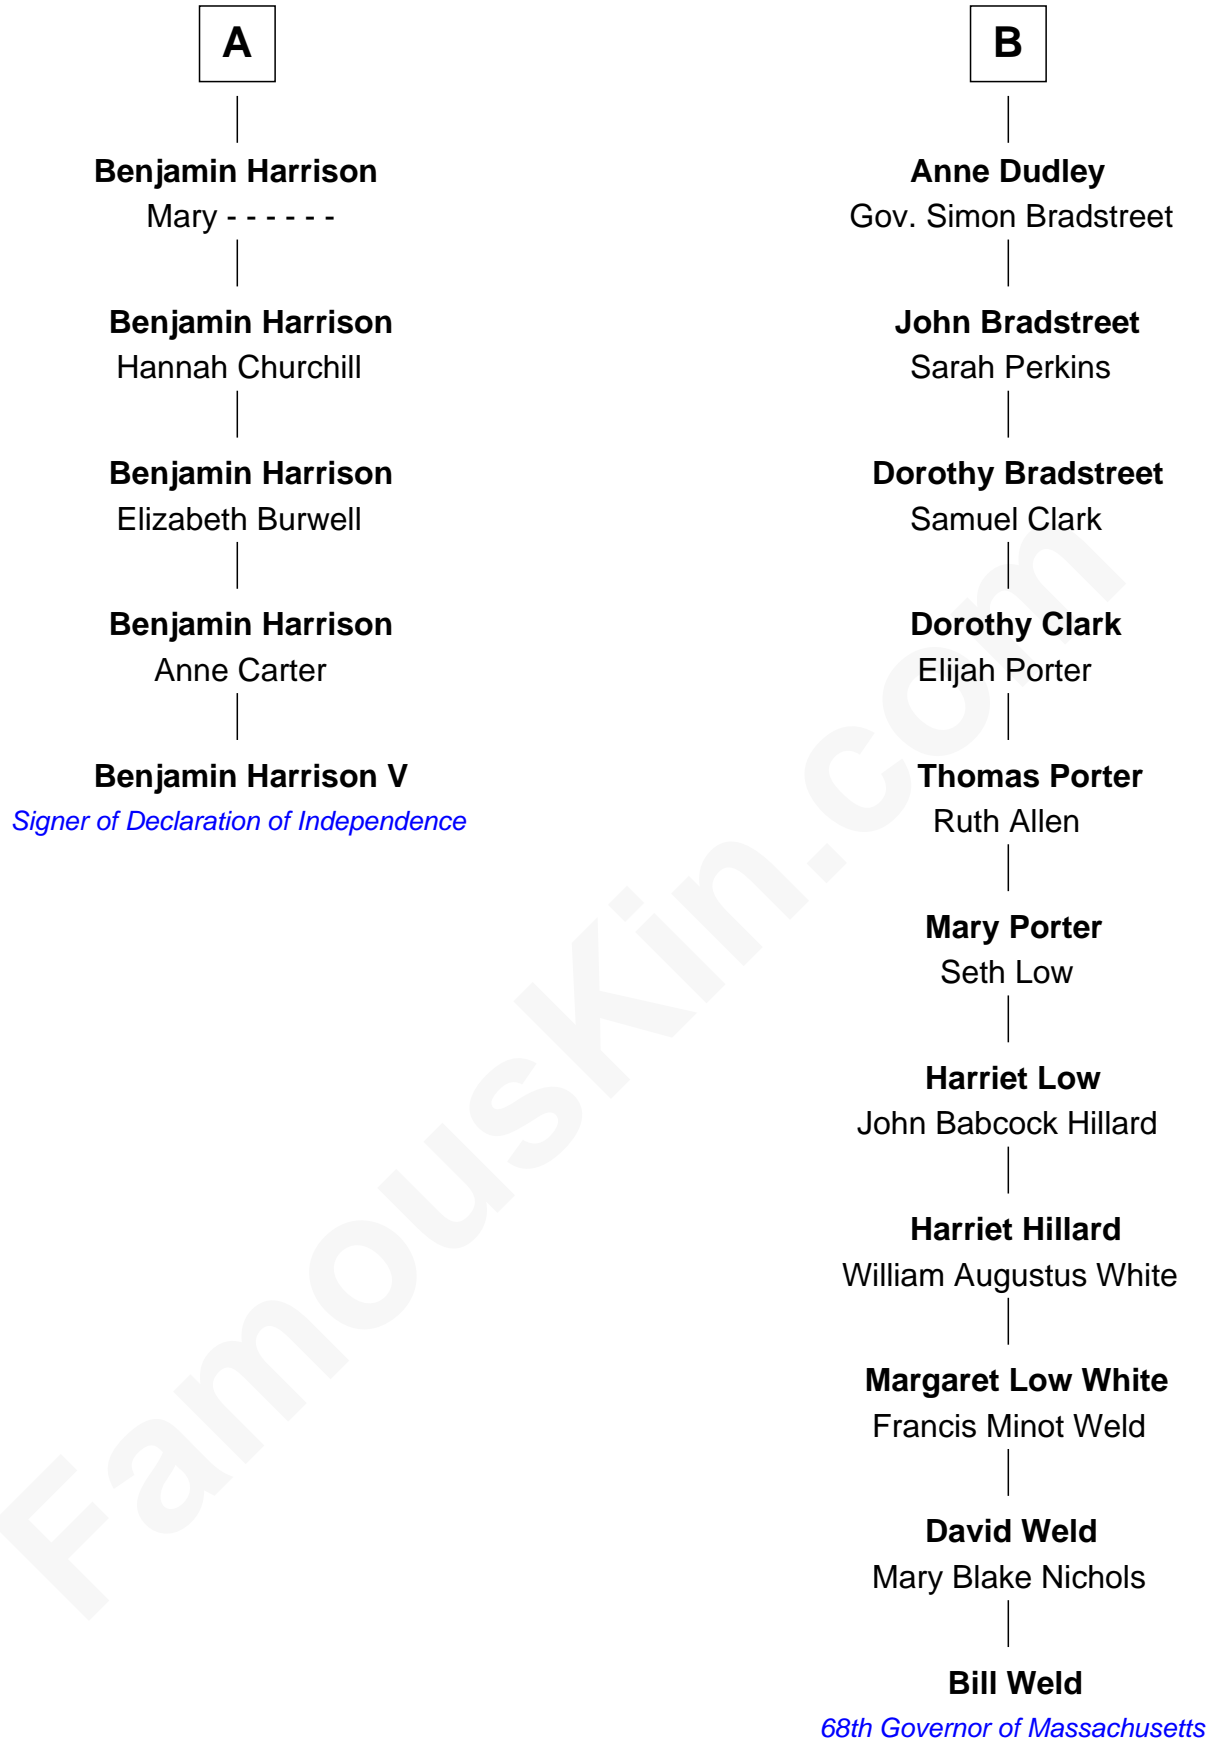 A
Benjamin Harrison
Mary - - - - - -
Benjamin Harrison
Hannah Churchill
Benjamin Harrison
Elizabeth Burwell
Benjamin Harrison
Anne Carter
Benjamin Harrison V
Signer of Declaration of Independence
B
Anne Dudley
Gov. Simon Bradstreet
John Bradstreet
Sarah Perkins
Dorothy Bradstreet
Samuel Clark
Dorothy Clark
Elijah Porter
Thomas Porter
Ruth Allen
Mary Porter
Seth Low
Harriet Low
John Babcock Hillard
Harriet Hillard
William Augustus White
Margaret Low White
Francis Minot Weld
David Weld
Mary Blake Nichols
Bill Weld
68th Governor of Massachusetts
FamousKin.com